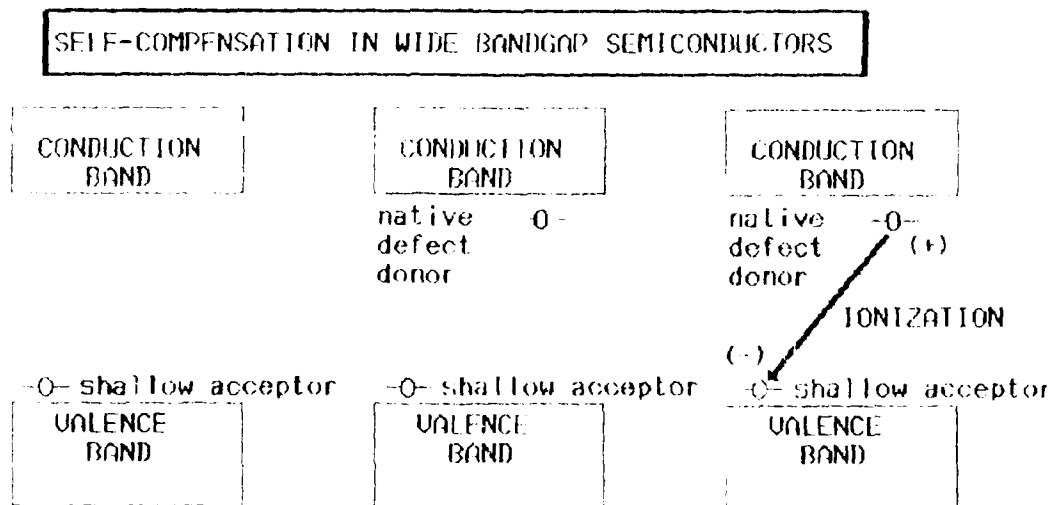 SELF-COMPENSATION IN WIDE BANDGAP SEMICONDUCTORS
CONDUCTION
BAND
CONDUCTION
BAND
native -O-
defect
donor
CONDUCTION
BAND
native -O-
defect (+)
donor
IONIZATION
(-)
-O- shallow acceptor
-O- shallow acceptor
-O- shallow acceptor
VALENCE
BAND
VALENCE
BAND
VALENCE
BAND